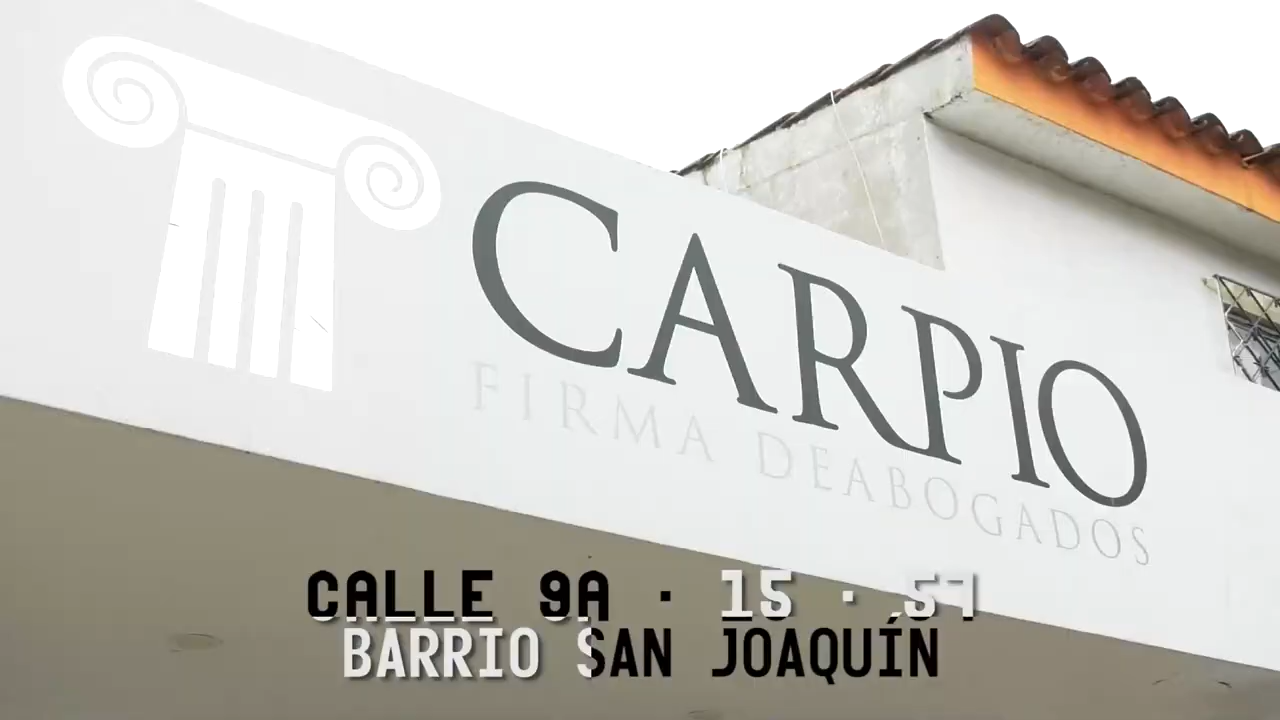 CARPIO
FIRMA DEABOGADOS
CALLE 9A · 15 · 57
BARRIO SAN JOAQUÍN